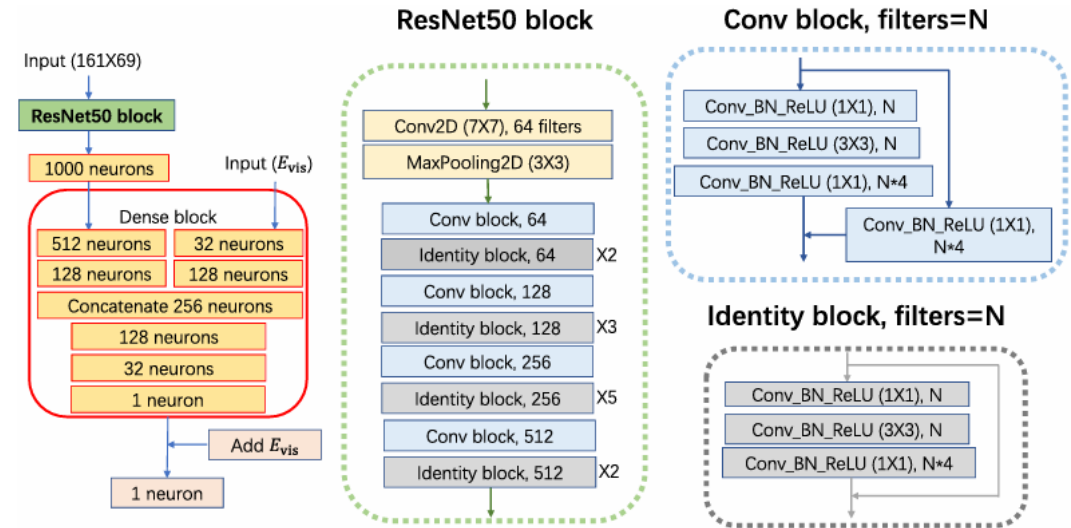 Input (161X69)
ResNet50 block
1000 neurons
Input (E_vis)
Dense block
512 neurons
32 neurons
128 neurons
128 neurons
Concatenate 256 neurons
128 neurons
32 neurons
1 neuron
Add E_vis
1 neuron
ResNet50 block
Conv2D (7X7), 64 filters
MaxPooling2D (3X3)
Conv block, 64
Identity block, 64
X2
Conv block, 128
Identity block, 128
X3
Conv block, 256
Identity block, 256
X5
Conv block, 512
Identity block, 512
X2
Conv block, filters=N
Conv_BN_ReLU (1X1), N
Conv_BN_ReLU (3X3), N
Conv_BN_ReLU (1X1), N*4
Conv_BN_ReLU (1X1),
N*4
Identity block, filters=N
Conv_BN_ReLU (1X1), N
Conv_BN_ReLU (3X3), N
Conv_BN_ReLU (1X1), N*4